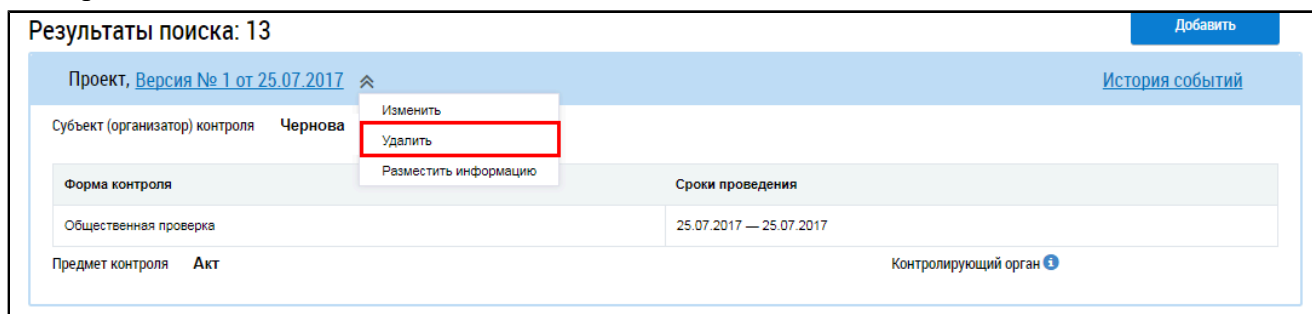 Результаты поиска: 13
Добавить
Проект, Версия № 1 от 25.07.2017
История событий
Изменить
Субъект (организатор) контроля Чернова
Удалить
Разместить информацию
Форма контроля
Сроки проведения
Общественная проверка
25.07.2017 — 25.07.2017
Предмет контроля Акт
Контролирующий орган